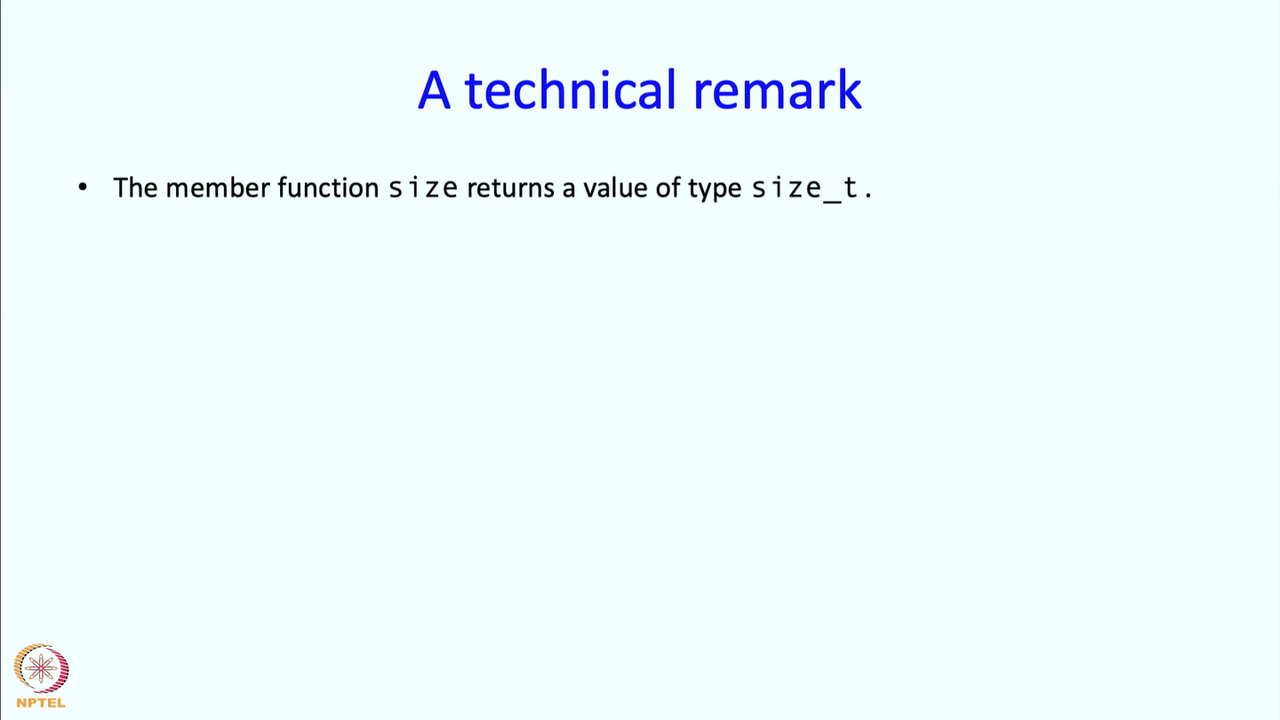 A technical remark
• The member function size returns a value of type size_t.
NPTEL